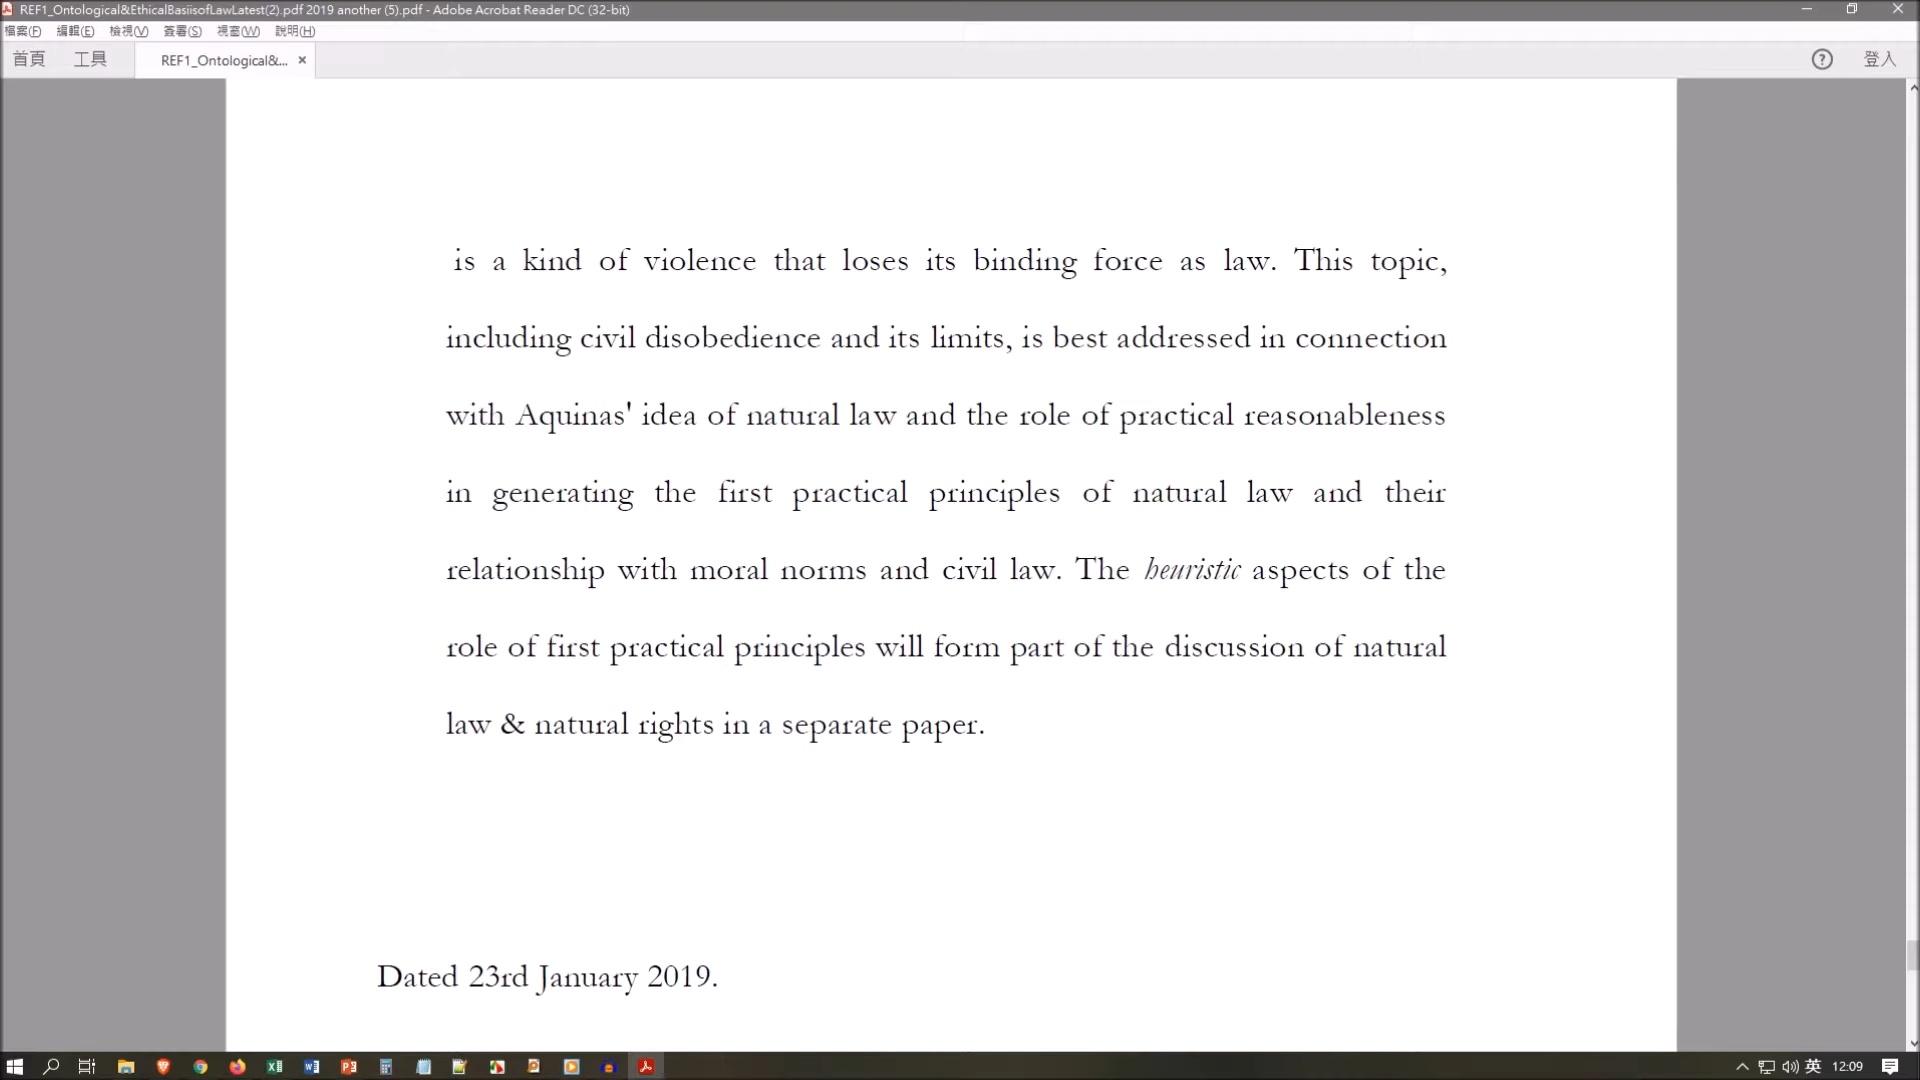 REF1_Ontological&EthicalBasiisofLawLatest(2).pdf 2019 another (5).pdf - Adobe Acrobat Reader DC (32-bit)
檔案(F) 編輯(E) 檢視(V) 簽署(S) 視窗(W) 說明(H)
首頁 工具 REF1_Ontological&... × ? 登入
is a kind of violence that loses its binding force as law. This topic,
including civil disobedience and its limits, is best addressed in connection
with Aquinas' idea of natural law and the role of practical reasonableness
in generating the first practical principles of natural law and their
relationship with moral norms and civil law. The heuristic aspects of the
role of first practical principles will form part of the discussion of natural
law & natural rights in a separate paper.
Dated 23rd January 2019.
英 12:09